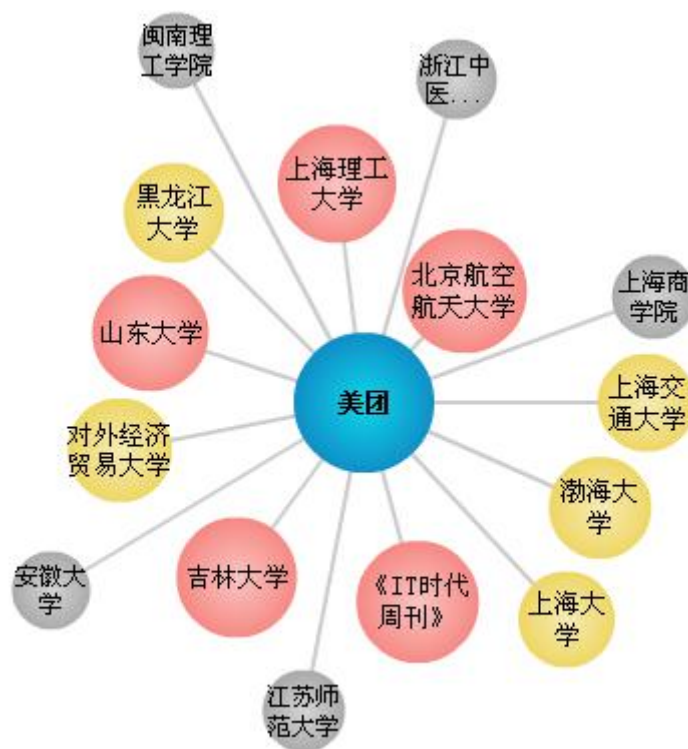 闽南理
工学院
浙江中
医...
上海理工
大学
黑龙江
大学
北京航空
航天大学
上海商
学院
山东大学
美团
上海交
通大学
对外经济
贸易大学
渤海大
学
安徽大
学
吉林大学
《IT时代
周刊》
上海大
学
江苏师
范大学